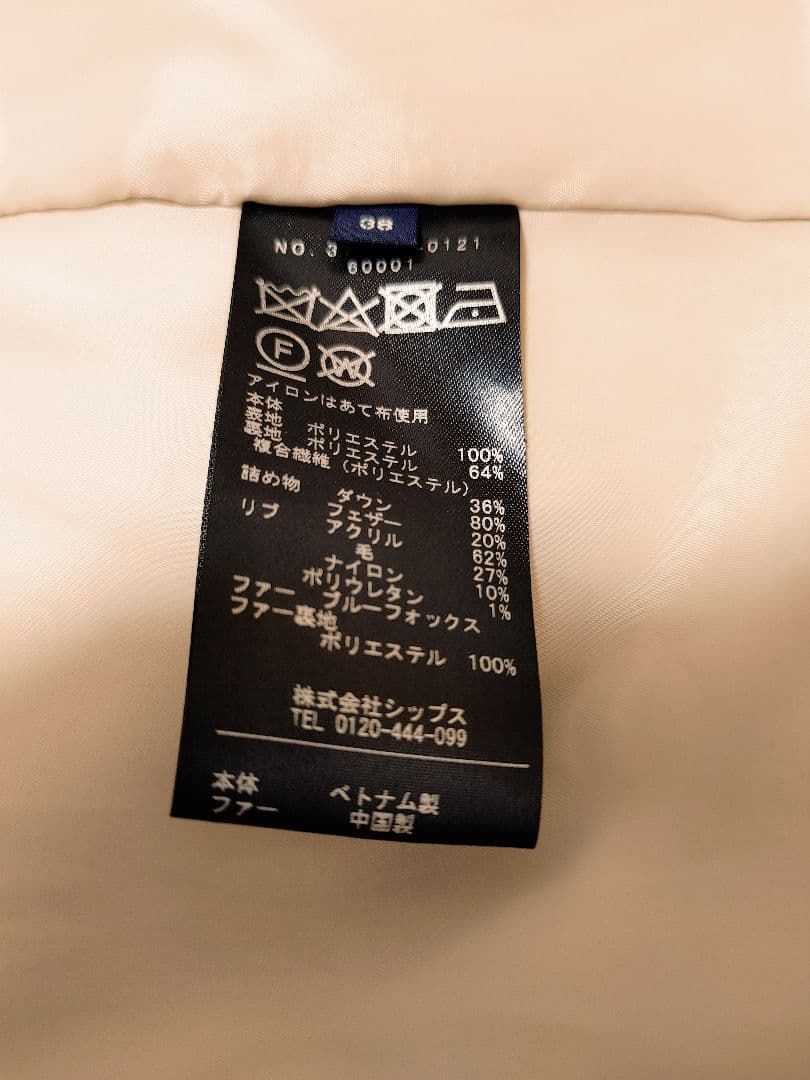 38
NO. 3 0121
60001
F
W
アイロンはあて布使用
本体
表地 ポリエステル 100%
裏地 ポリエステル 64%
複合繊維(ポリエステル) 36%
詰め物 ダウン 80%
フェザー 20%
リブ アクリル 62%
毛 27%
ナイロン 10%
ポリウレタン 1%
ファー ブルーフォックス
ファー裏地
ポリエステル 100%
株式会社シップス
TEL 0120-444-099
本体 ベトナム製
ファー 中国製